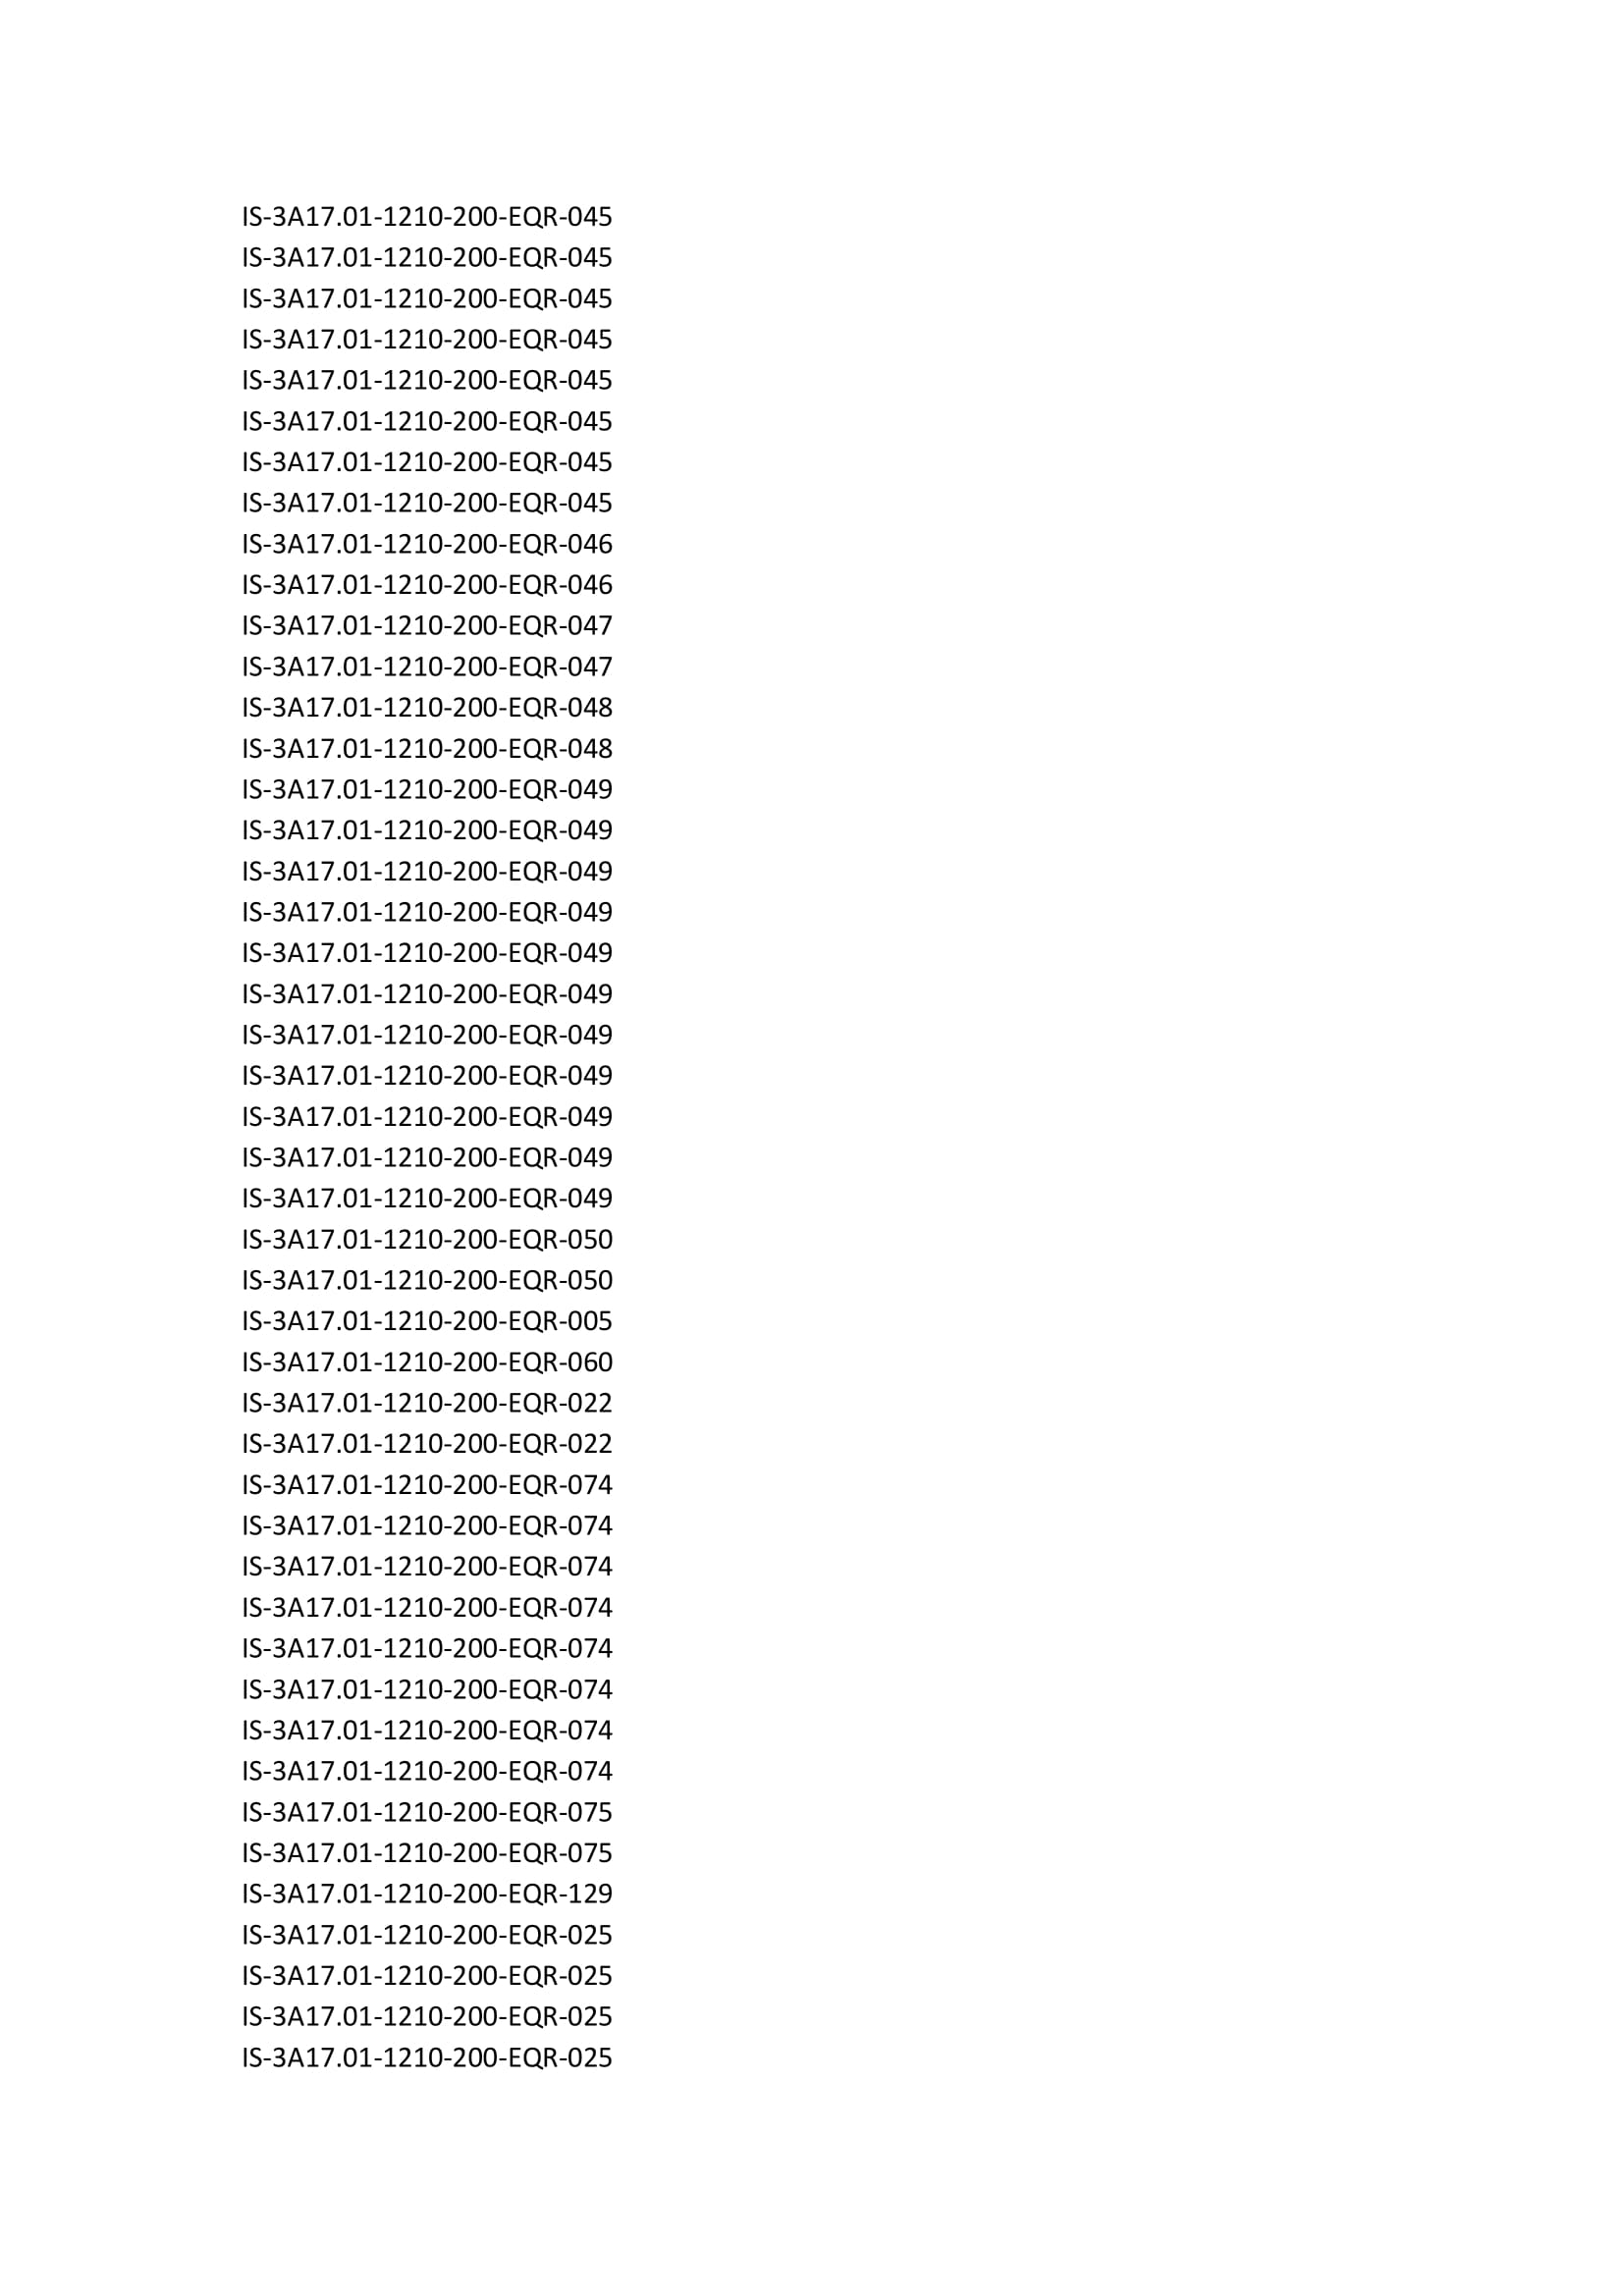 IS-3A17.01-1210-200-EQR-045
IS-3A17.01-1210-200-EQR-045
IS-3A17.01-1210-200-EQR-045
IS-3A17.01-1210-200-EQR-045
IS-3A17.01-1210-200-EQR-045
IS-3A17.01-1210-200-EQR-045
IS-3A17.01-1210-200-EQR-045
IS-3A17.01-1210-200-EQR-045
IS-3A17.01-1210-200-EQR-046
IS-3A17.01-1210-200-EQR-046
IS-3A17.01-1210-200-EQR-047
IS-3A17.01-1210-200-EQR-047
IS-3A17.01-1210-200-EQR-048
IS-3A17.01-1210-200-EQR-048
IS-3A17.01-1210-200-EQR-049
IS-3A17.01-1210-200-EQR-049
IS-3A17.01-1210-200-EQR-049
IS-3A17.01-1210-200-EQR-049
IS-3A17.01-1210-200-EQR-049
IS-3A17.01-1210-200-EQR-049
IS-3A17.01-1210-200-EQR-049
IS-3A17.01-1210-200-EQR-049
IS-3A17.01-1210-200-EQR-049
IS-3A17.01-1210-200-EQR-049
IS-3A17.01-1210-200-EQR-049
IS-3A17.01-1210-200-EQR-050
IS-3A17.01-1210-200-EQR-050
IS-3A17.01-1210-200-EQR-005
IS-3A17.01-1210-200-EQR-060
IS-3A17.01-1210-200-EQR-022
IS-3A17.01-1210-200-EQR-022
IS-3A17.01-1210-200-EQR-074
IS-3A17.01-1210-200-EQR-074
IS-3A17.01-1210-200-EQR-074
IS-3A17.01-1210-200-EQR-074
IS-3A17.01-1210-200-EQR-074
IS-3A17.01-1210-200-EQR-074
IS-3A17.01-1210-200-EQR-074
IS-3A17.01-1210-200-EQR-074
IS-3A17.01-1210-200-EQR-075
IS-3A17.01-1210-200-EQR-075
IS-3A17.01-1210-200-EQR-129
IS-3A17.01-1210-200-EQR-025
IS-3A17.01-1210-200-EQR-025
IS-3A17.01-1210-200-EQR-025
IS-3A17.01-1210-200-EQR-025